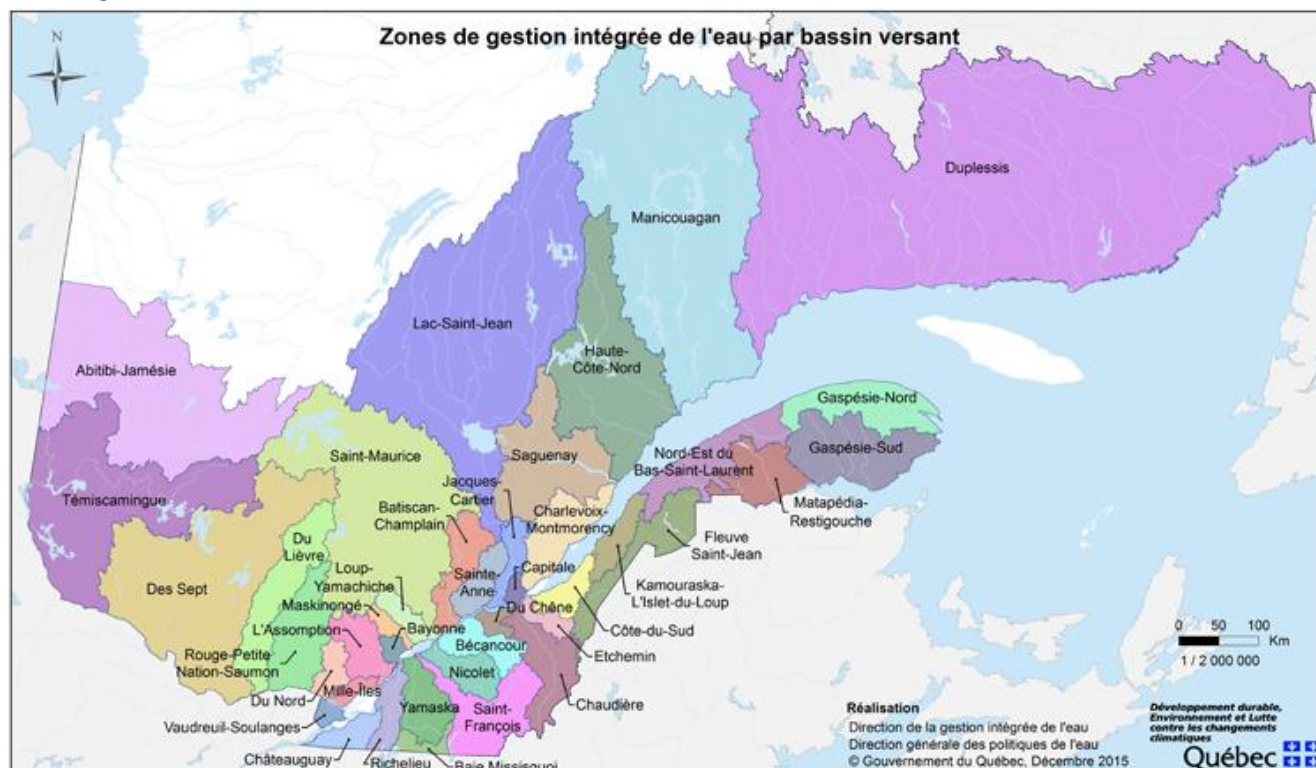 Zones de gestion intégrée de l'eau par bassin versant
N
Duplessis
Manicouagan
Lac-Saint-Jean
Haute-
Côte-Nord
Abitibi-Jamésie
Gaspésie-Nord
Gaspésie-Sud
Saint-Maurice
Saguenay
Nord-Est du
Bas-Saint-Laurent
Témiscamingue
Jacques-
Cartier
Batiscan-
Champlain
Charlevoix-
Montmorency
Matapédia-
Restigouche
Fleuve
Saint-Jean
Du
Lièvre
Des Sept
Loup-
Yamachiche
Sainte-
Anne
Capitale
Kamouraska-
L'Islet-du-Loup
Maskinongé
Du Chêne
L'Assomption
Bayonne
Côte-du-Sud
Bécancour
Etchemin
Rouge-Petite
Nation-Saumon
Nicolet
Du Nord
Mille-Îles
Yamaska
Saint-
François
Chaudière
Vaudreuil-Soulanges
Châteauguay
Richelieu
Baie Missisquoi
0 50 100
Km
1 / 2 000 000
Réalisation
Direction de la gestion intégrée de l'eau
Direction générale des politiques de l'eau
© Gouvernement du Québec, Décembre 2015
Développement durable,
Environnement et Lutte
contre les changements
climatiques
Québec